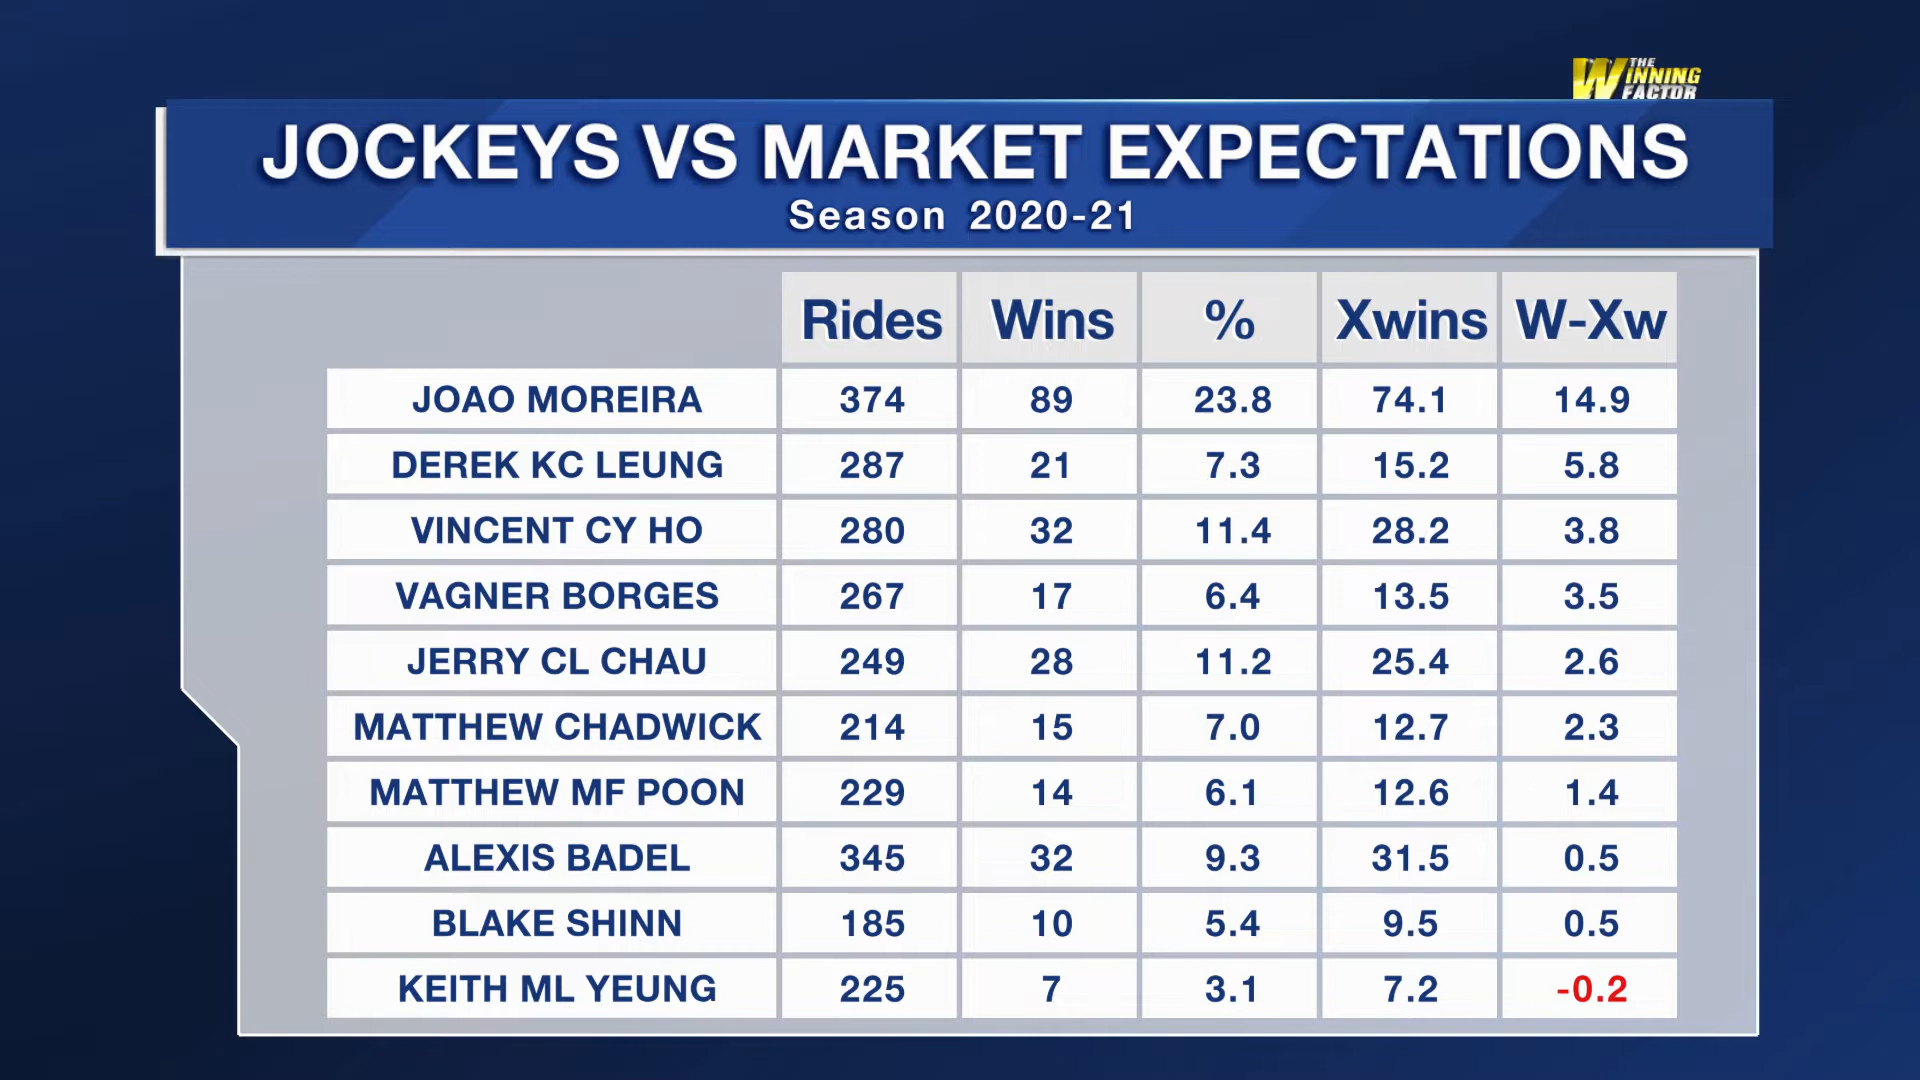 THE
WINNING
FACTOR
JOCKEYS VS MARKET EXPECTATIONS
Season 2020-21
Rides Wins % Xwins W-Xw
JOAO MOREIRA 374 89 23.8 74.1 14.9
DEREK KC LEUNG 287 21 7.3 15.2 5.8
VINCENT CY HO 280 32 11.4 28.2 3.8
VAGNER BORGES 267 17 6.4 13.5 3.5
JERRY CL CHAU 249 28 11.2 25.4 2.6
MATTHEW CHADWICK 214 15 7.0 12.7 2.3
MATTHEW MF POON 229 14 6.1 12.6 1.4
ALEXIS BADEL 345 32 9.3 31.5 0.5
BLAKE SHINN 185 10 5.4 9.5 0.5
KEITH ML YEUNG 225 7 3.1 7.2 -0.2